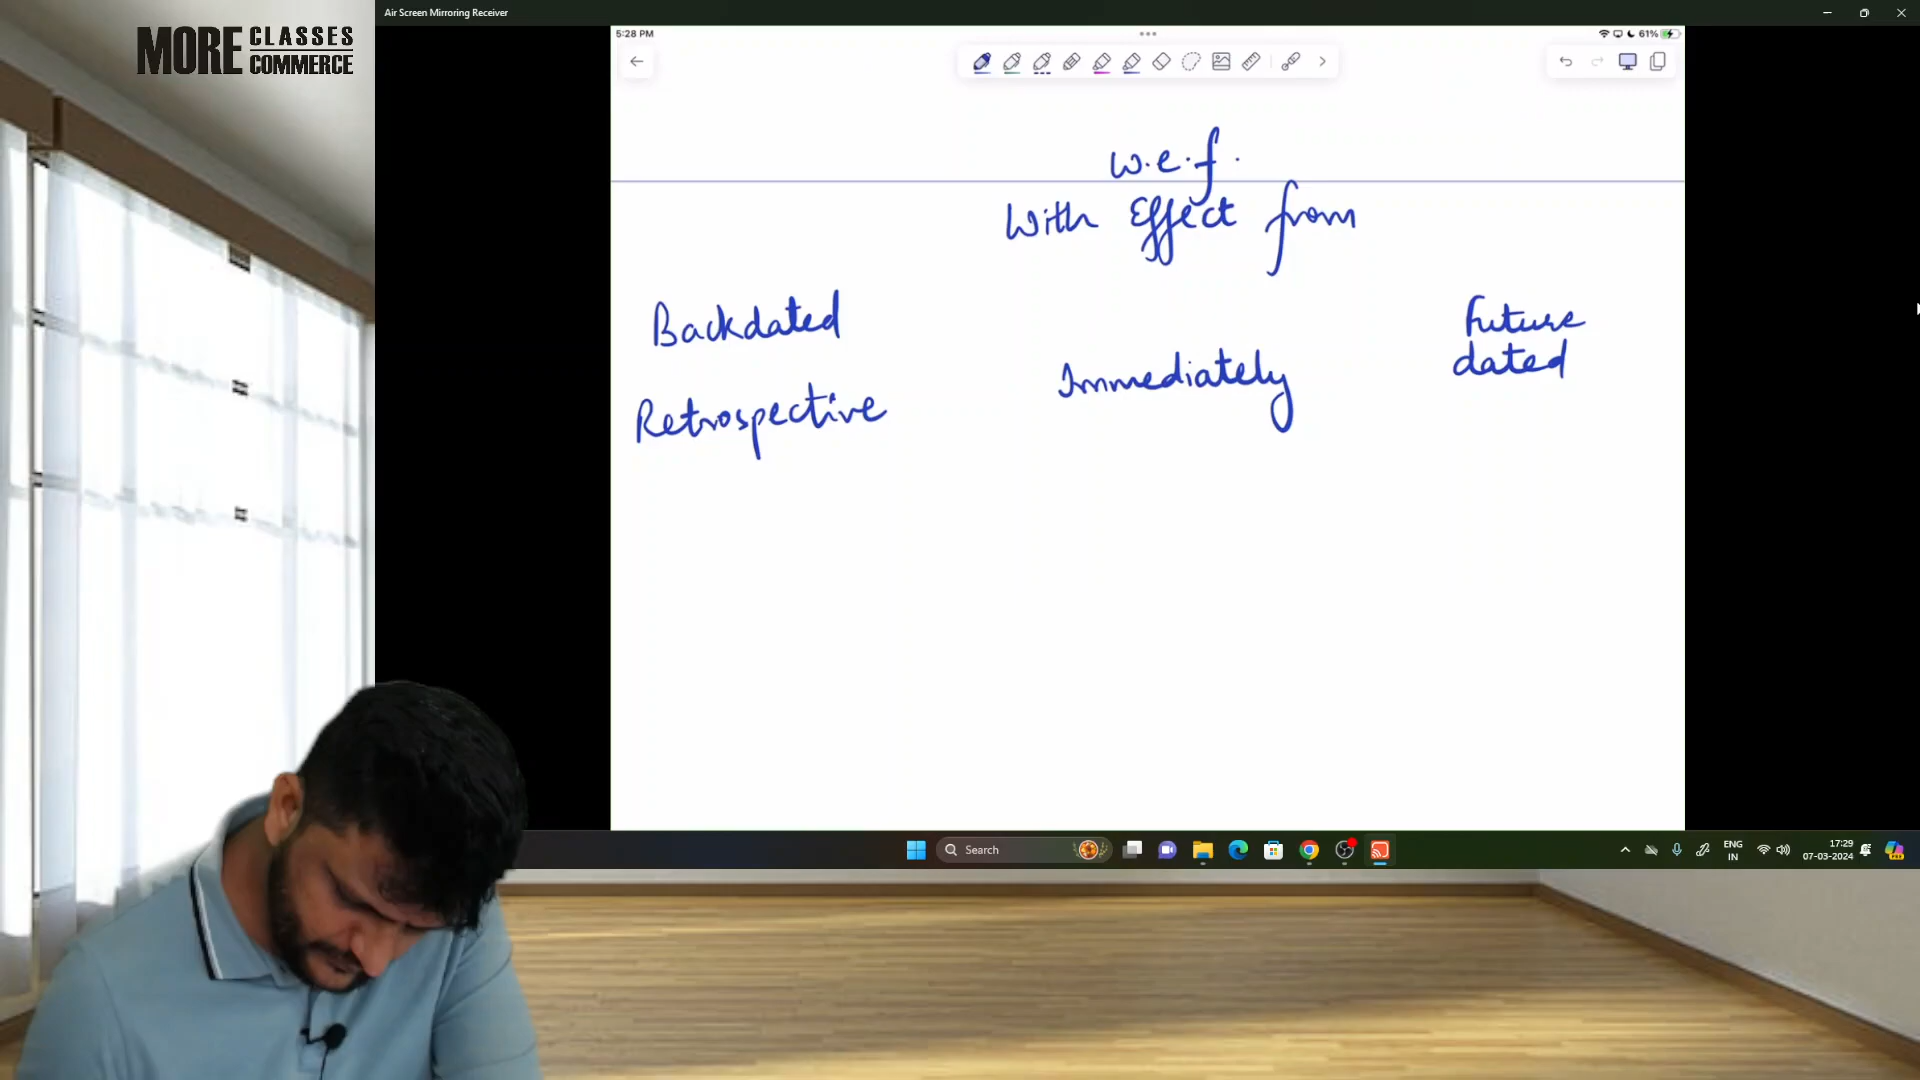 Air Screen Mirroring Receiver
MORE CLASSES COMMERCE
5:28 PM
61%
w.e.f.
With Effect from
Backdated
Future
dated
Immediately
Retrospective
Search
ENG
IN
17:29
07-03-2024